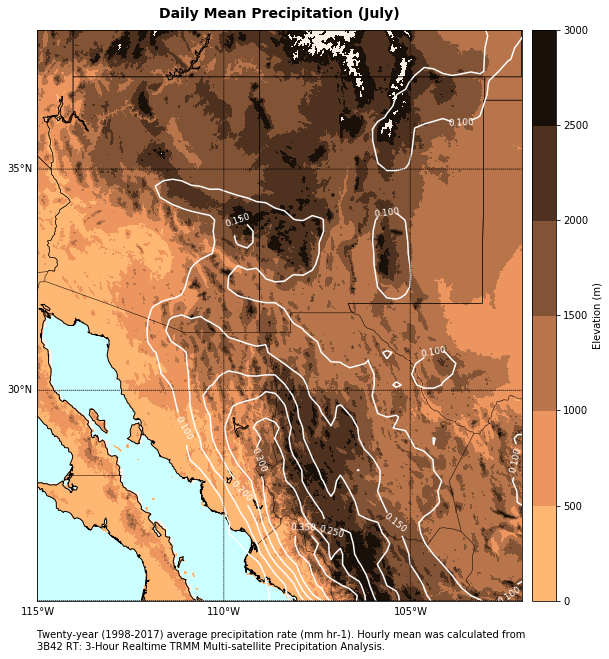 Daily Mean Precipitation (July)
3000
0.100
2500
35°N
0.150
0.100
2000
Elevation (m)
1500
0.100
30°N
1000
0.100
0.300
0.100
500
0.350
0.250
0.150
0.100
0
115°W
110°W
105°W
Twenty-year (1998-2017) average precipitation rate (mm hr-1). Hourly mean was calculated from
3B42 RT: 3-Hour Realtime TRMM Multi-satellite Precipitation Analysis.